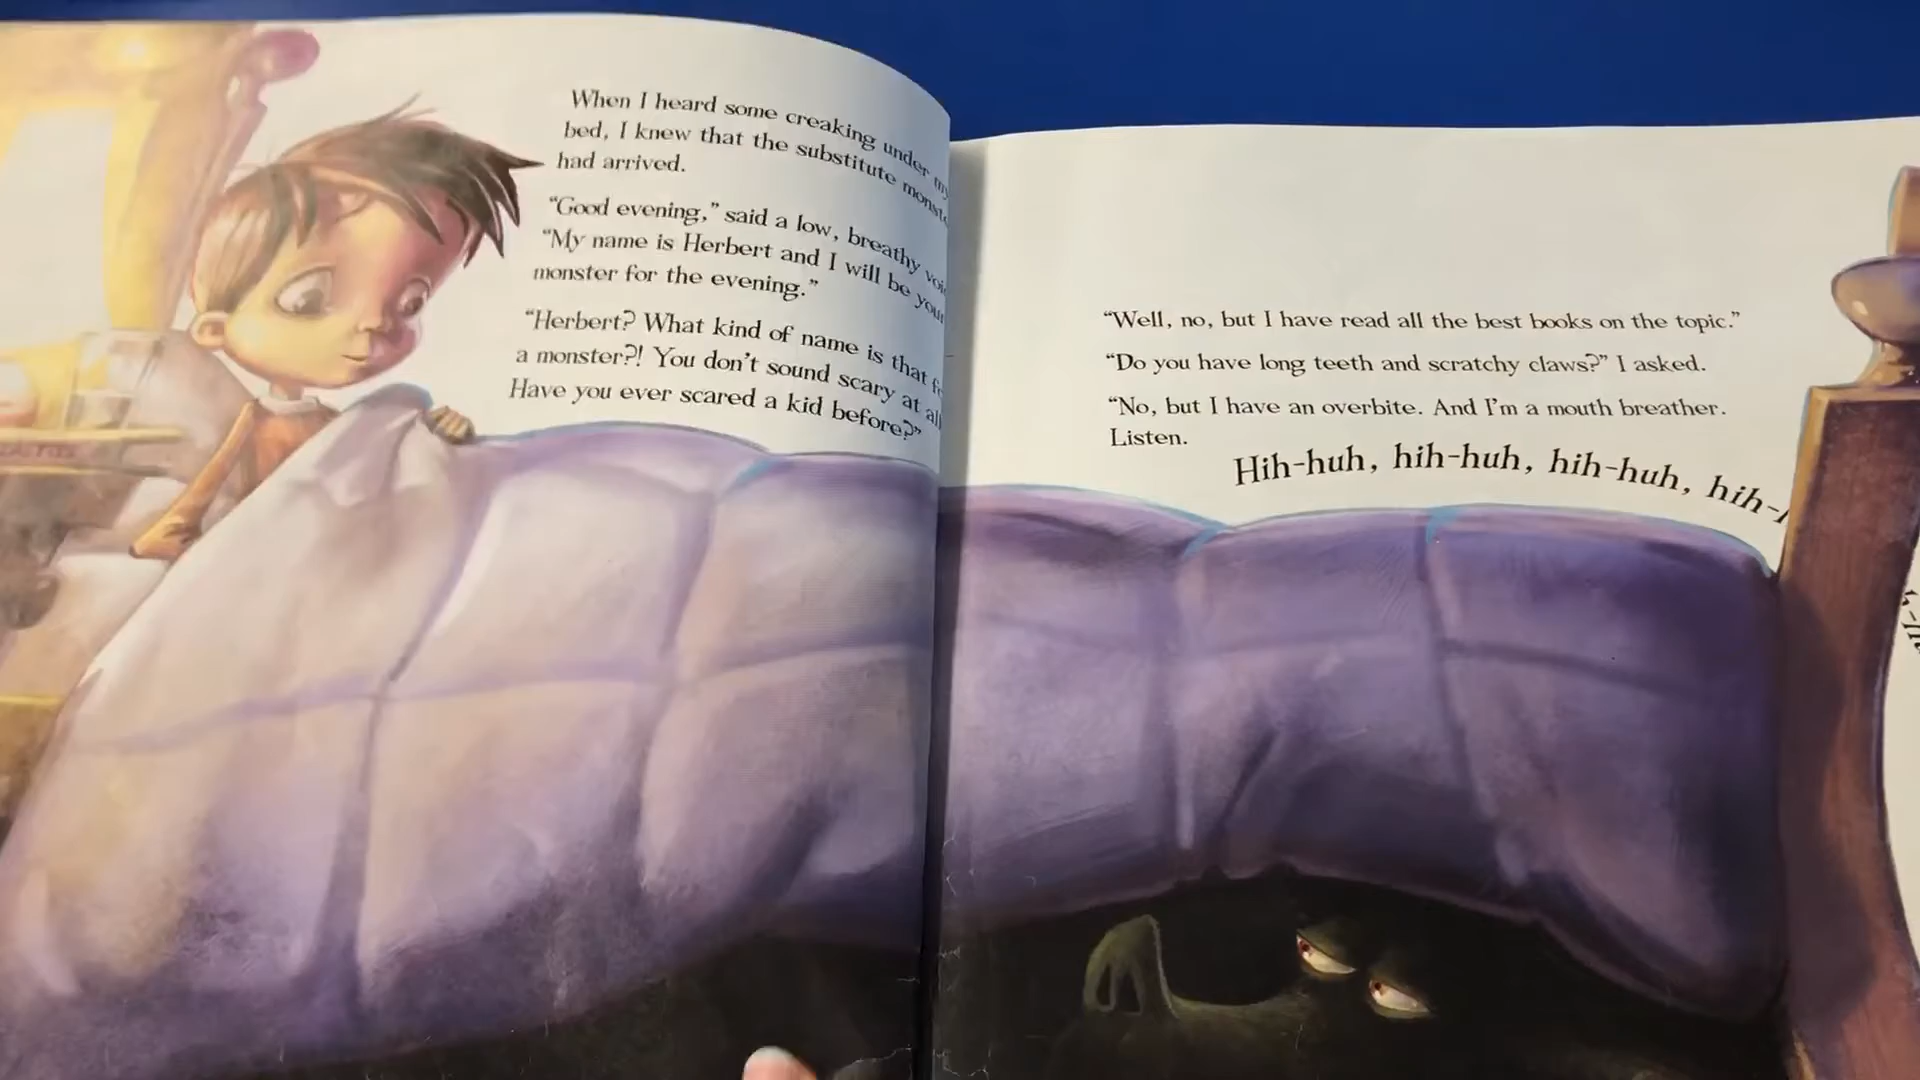 When I heard some creaking under my
bed, I knew that the substitute
had arrived.
“Good evening,” said a low, breathy
“My name is Herbert and I will be your
monster for the evening.”
“Herbert? What kind of name is that
a monster?! You don’t sound scary at all
Have you ever scared a kid before?”
“Well, no, but I have read all the best books on the topic.”
“Do you have long teeth and scratchy claws?” I asked.
“No, but I have an overbite. And I’m a mouth breather.
Listen.
Hih-huh, hih-huh, hih-huh, hih-